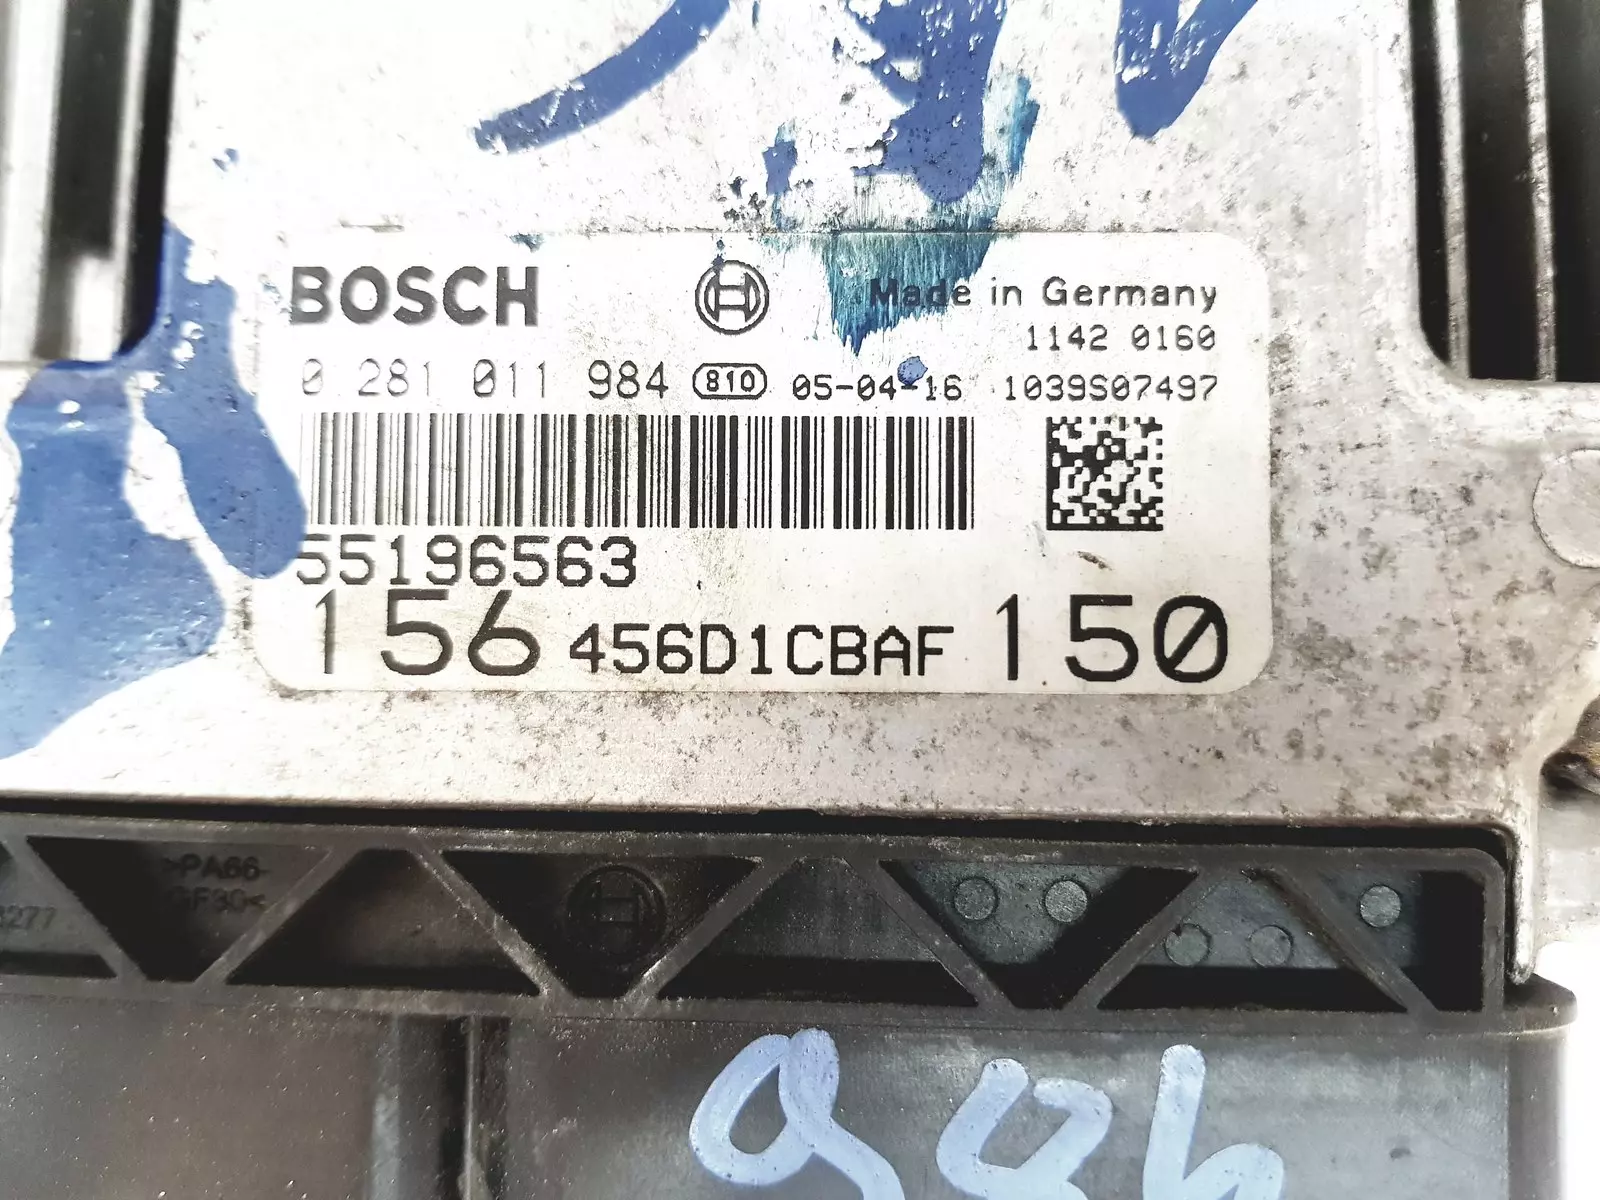 BOSCH
Made in Germany
1142 0160
0 281 011 984 810 05-04-16 1039S07497
55196563
156 456D1CBAF 150
>PA66-
GF30<
3277